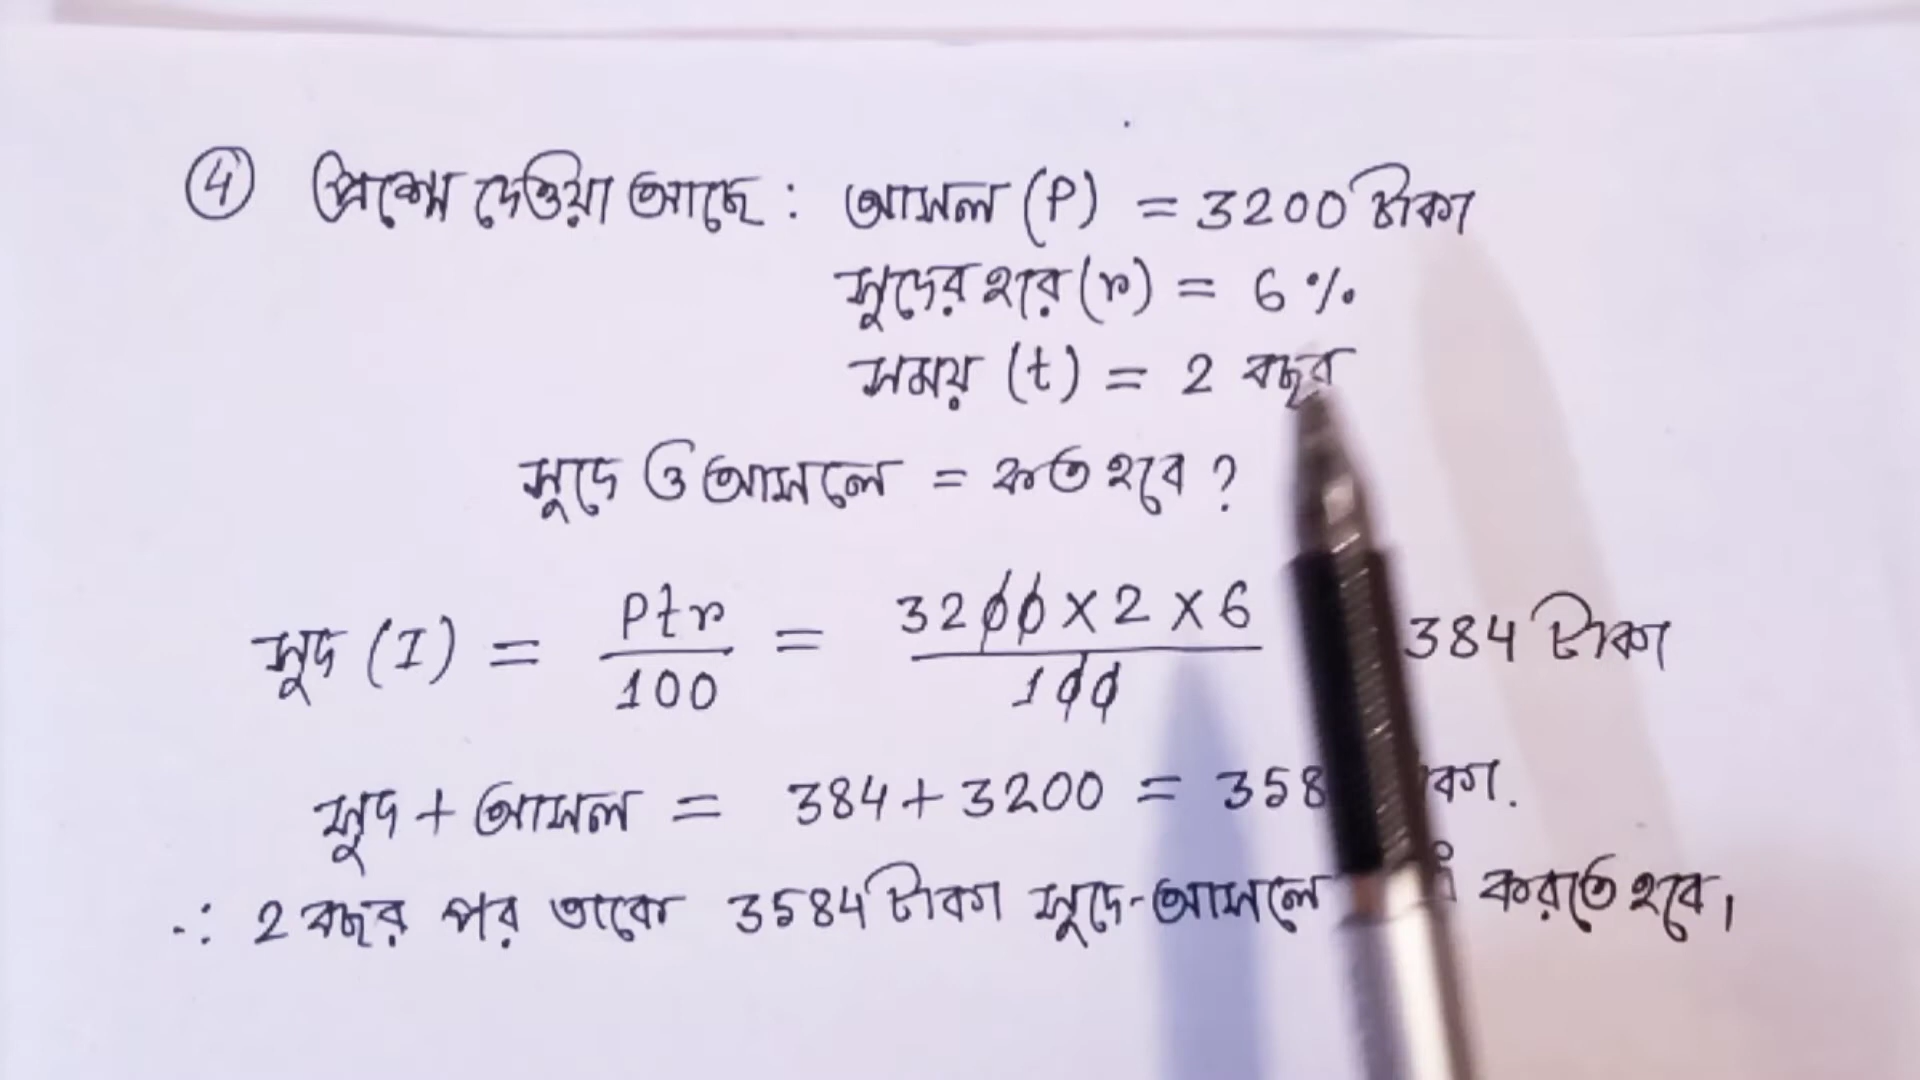 ④ প্রশ্নে দেওয়া আছে : আসল (P) = 3200 টাকা
সুদের হার (r) = 6 %
সময় (t) = 2 বছর
সুদে ও আসলে = কত হবে ?
সুদ (I) = Ptr/100 = 3200 x 2 x 6/100 384 টাকা
সুদ + আসল = 384 + 3200 = 358
∴ 2 বছর পর তাকে 3584 টাকা সুদে-আসলে করতে হবে।